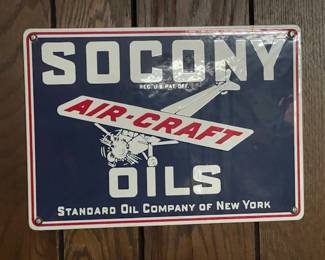 SOCONY
REG. U.S. PAT. OFF.
AIR-CRAFT
OILS
STANDARD OIL COMPANY OF NEW YORK